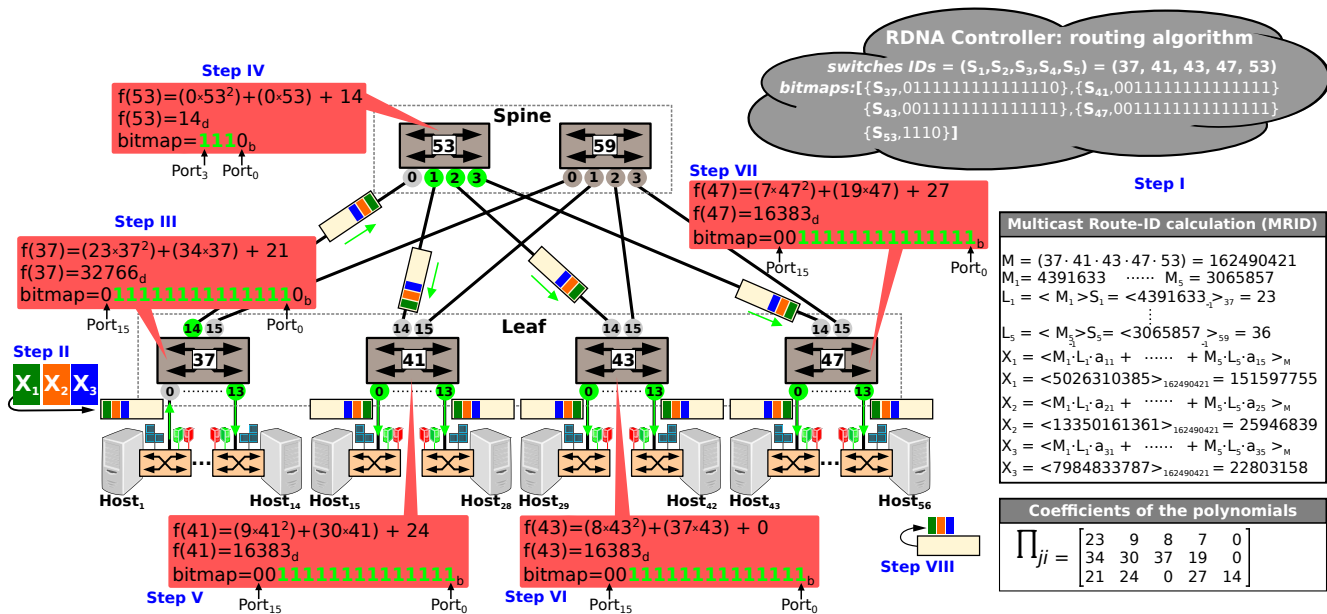 RDNA Controller: routing algorithm
switches IDs = (S₁,S₂,S₃,S₄,S₅) = (37, 41, 43, 47, 53)
bitmaps:[{S₃₇,0111111111111110},{S₄₁,0011111111111111}
{S₄₃,0011111111111111},{S₄₇,0011111111111111}
{S₅₃,1110}]
Step I
Step IV
f(53)=(0×53²)+(0×53) + 14
f(53)=14d
bitmap=1110b
Port₃ Port₀
Spine
53 59
0 1 2 3 0 1 2 3
Step VII
f(47)=(7×47²)+(19×47) + 27
f(47)=16383d
bitmap=0011111111111111b
Port₁₅ Port₀
Step III
f(37)=(23×37²)+(34×37) + 21
f(37)=32766d
bitmap=0111111111111110b
Port₁₅ Port₀
Leaf
14 15 14 15 14 15 14 15
37 41 43 47
0 13 0 13 0 13 0 13
Step II
X₁ X₂ X₃
... ... ... ...
Host₁ Host₁₄ Host₁₅ Host₂₈ Host₂₉ Host₄₂ Host₄₃ Host₅₆
f(41)=(9×41²)+(30×41) + 24
f(41)=16383d
bitmap=0011111111111111b
Step V
Port₁₅ Port₀
f(43)=(8×43²)+(37×43) + 0
f(43)=16383d
bitmap=0011111111111111b
Step VI
Port₁₅ Port₀
Step VIII
Multicast Route-ID calculation (MRID)
M = (37· 41 · 43 · 47· 53) = 162490421
M₁= 4391633 ······ M₅ = 3065857
L₁ = < M₁>S₁= <4391633 >₃₇ = 23
-1
L₅ = < M₅>S₅= <3065857 >₅₉ = 36
-1 -1
X₁ = <M₁·L₁·a₁₁ + ······ + M₅·L₅·a₁₅ >M
X₁ = <5026310385>₁₆₂₄₉₀₄₂₁ = 151597755
X₂ = <M₁·L₁·a₂₁ + ······ + M₅·L₅·a₂₅ >M
X₂ = <13350161361>₁₆₂₄₉₀₄₂₁ = 25946839
X₃ = <M₁·L₁·a₃₁ + ······ + M₅·L₅·a₃₅ >M
X₃ = <7984833787>₁₆₂₄₉₀₄₂₁ = 22803158
Coefficients of the polynomials
23 9 8 7 0
∏ji = 34 30 37 19 0
21 24 0 27 14